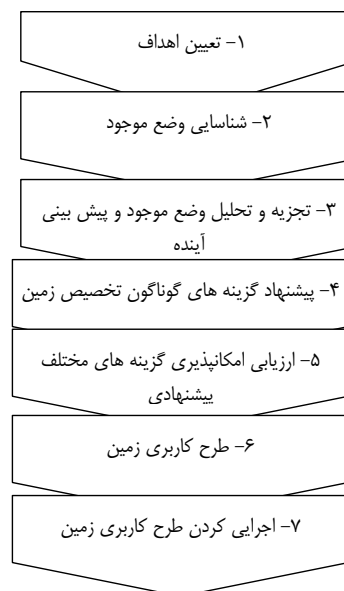 ۱- تعیین اهداف
۲- شناسایی وضع موجود
۳- تجزیه و تحلیل وضع موجود و پیش بینی
آینده
۴- پیشنهاد گزینه های گوناگون تخصیص زمین
۵- ارزیابی امکانپذیری گزینه های مختلف
پیشنهادی
۶- طرح کاربری زمین
۷- اجرایی کردن طرح کاربری زمین